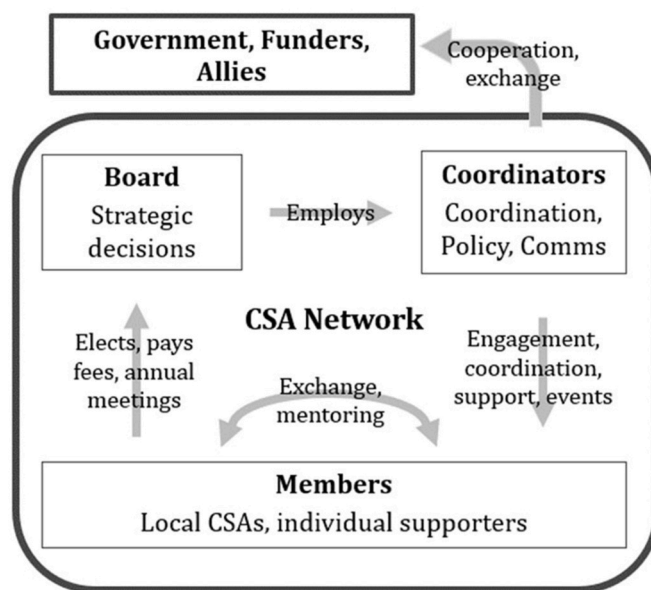 Government, Funders,
Allies
Cooperation,
exchange
Board
Strategic
decisions
Employs
Coordinators
Coordination,
Policy, Comms
CSA Network
Elects, pays
fees, annual
meetings
Exchange,
mentoring
Engagement,
coordination,
support, events
Members
Local CSAs, individual supporters